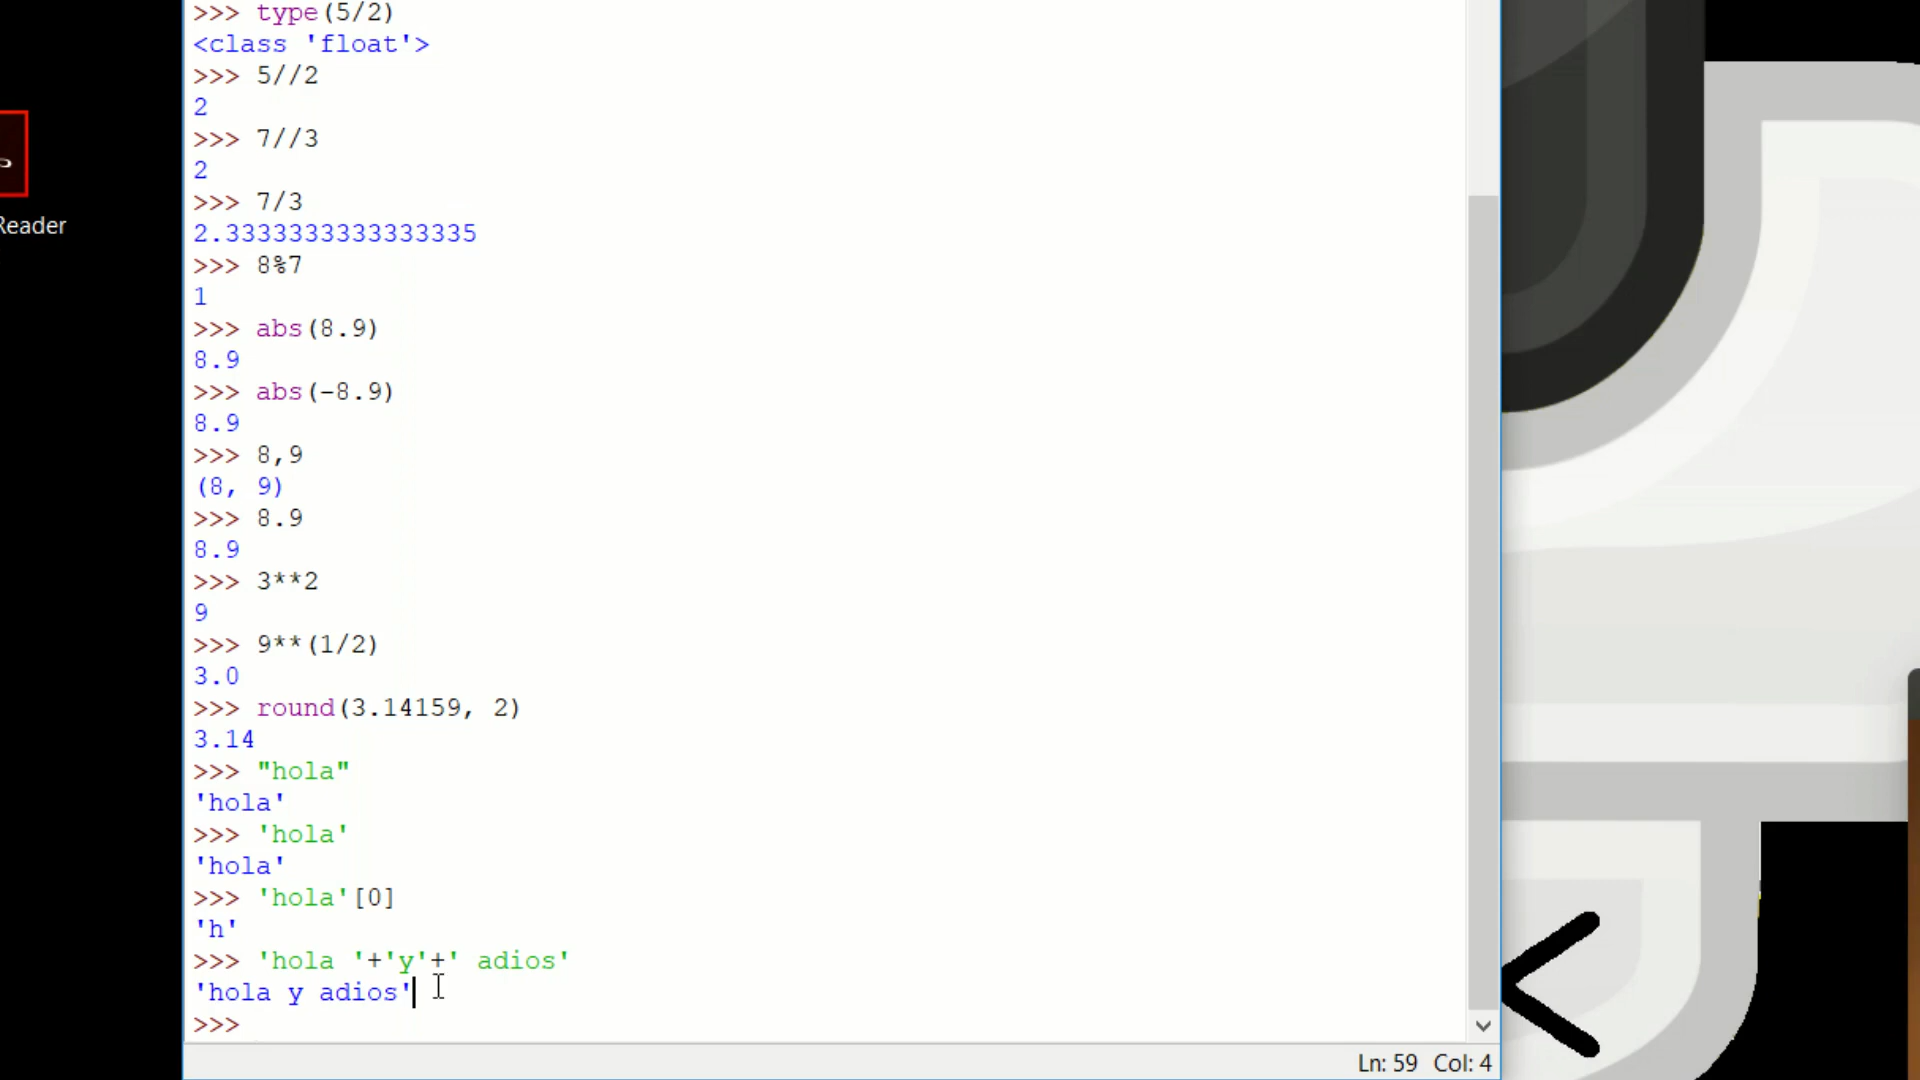 >>> type(5/2)
<class 'float'>
>>> 5//2
2
>>> 7//3
2
>>> 7/3
2.3333333333333335
>>> 8%7
1
>>> abs(8.9)
8.9
>>> abs(-8.9)
8.9
>>> 8,9
(8, 9)
>>> 8.9
8.9
>>> 3**2
9
>>> 9**(1/2)
3.0
>>> round(3.14159, 2)
3.14
>>> "hola"
'hola'
>>> 'hola'
'hola'
>>> 'hola'[0]
'h'
>>> 'hola '+'y'+' adios'
'hola y adios'
>>>
Reader
Ln: 59 Col: 4